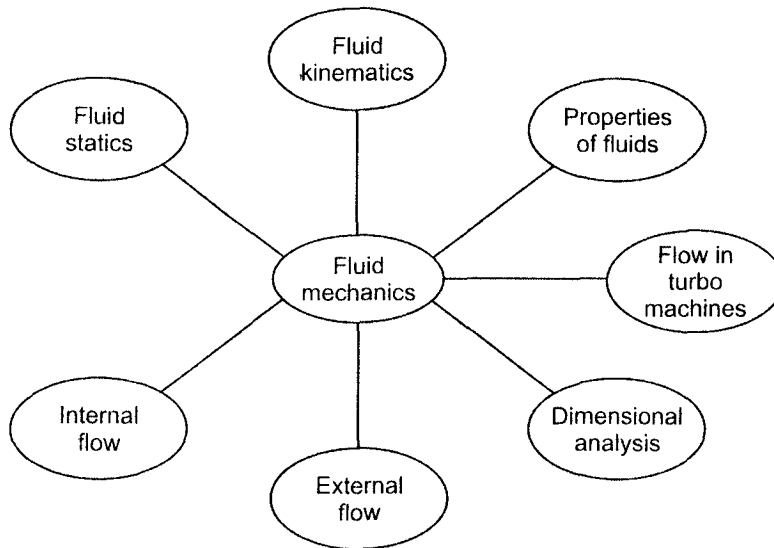 Fluid
kinematics
Fluid
statics
Properties
of fluids
Fluid
mechanics
Flow in
turbo
machines
Internal
flow
Dimensional
analysis
External
flow